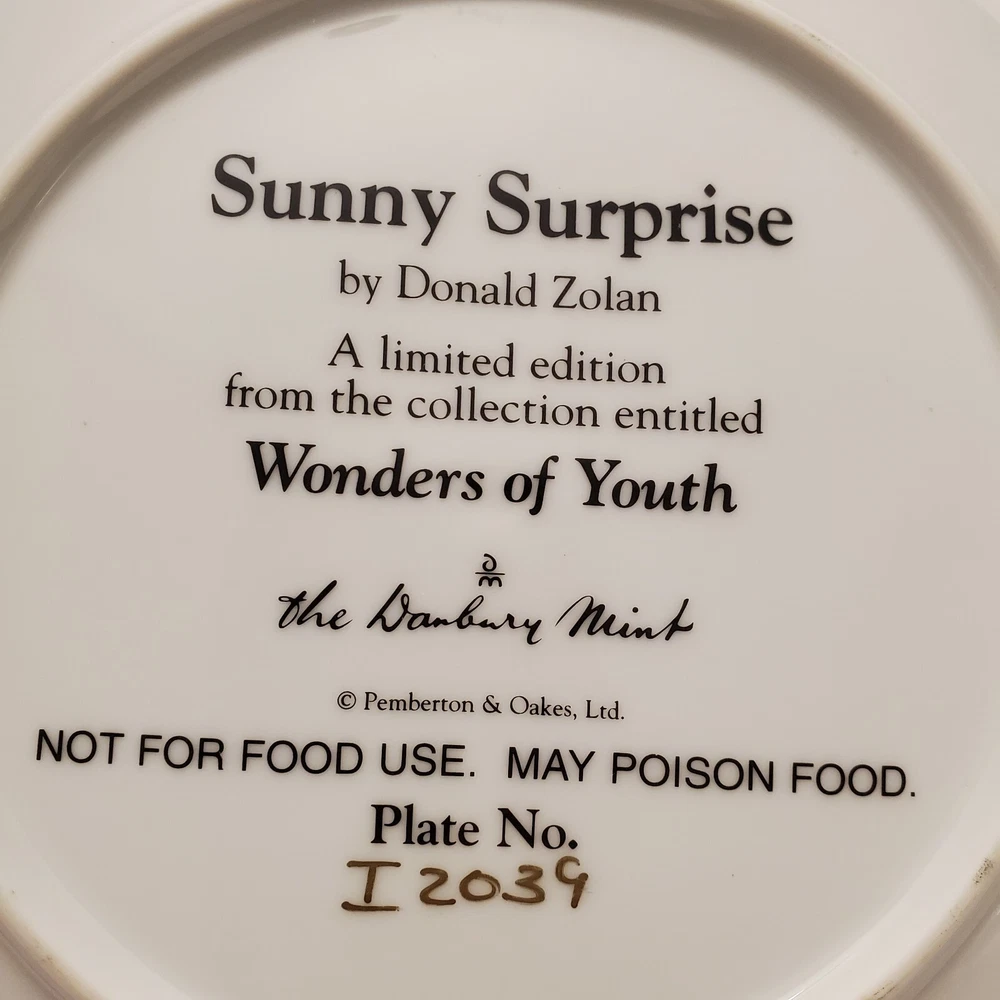 Sunny Surprise
by Donald Zolan
A limited edition
from the collection entitled
Wonders of Youth
dm
the Danbury Mint
© Pemberton & Oakes, Ltd.
NOT FOR FOOD USE. MAY POISON FOOD.
Plate No.
I2039